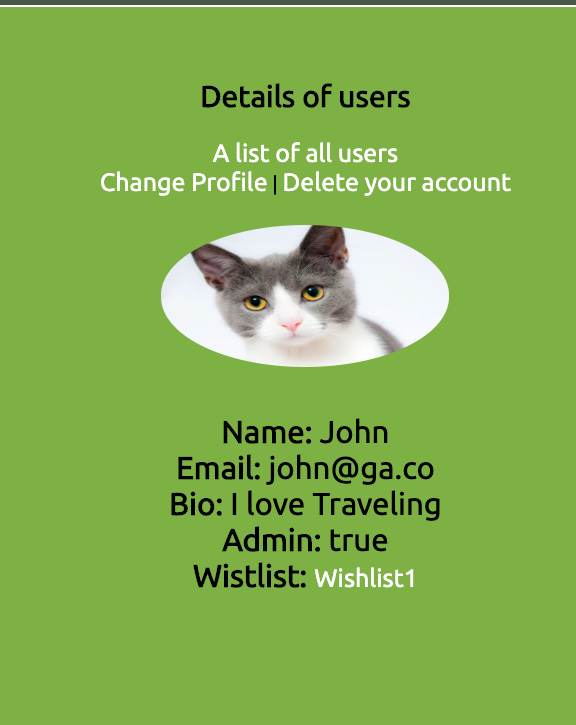 Details of users
A list of all users
Change Profile | Delete your account
Name: John
Email: john@ga.co
Bio: I love Traveling
Admin: true
Wistlist: Wishlist1